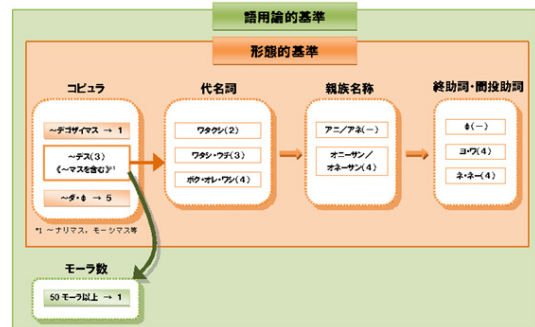 語用論的基準
形態的基準
コピュラ
～デゴザイマス → 1
～デス(3)
(～マスを含む)*1
～ダ・φ → 5
*1 ～ナリマス、モーシマス等
代名詞
ワタクシ(2)
ワタシ・ウチ(3)
ボク・オレ・ワシ(4)
親族名称
アニ/アネ(－)
オニーサン/
オネーサン(4)
終助詞・間投助詞
φ(－)
ヨ・ワ(4)
ネ・ネー(4)
モーラ数
50 モーラ以上 → 1